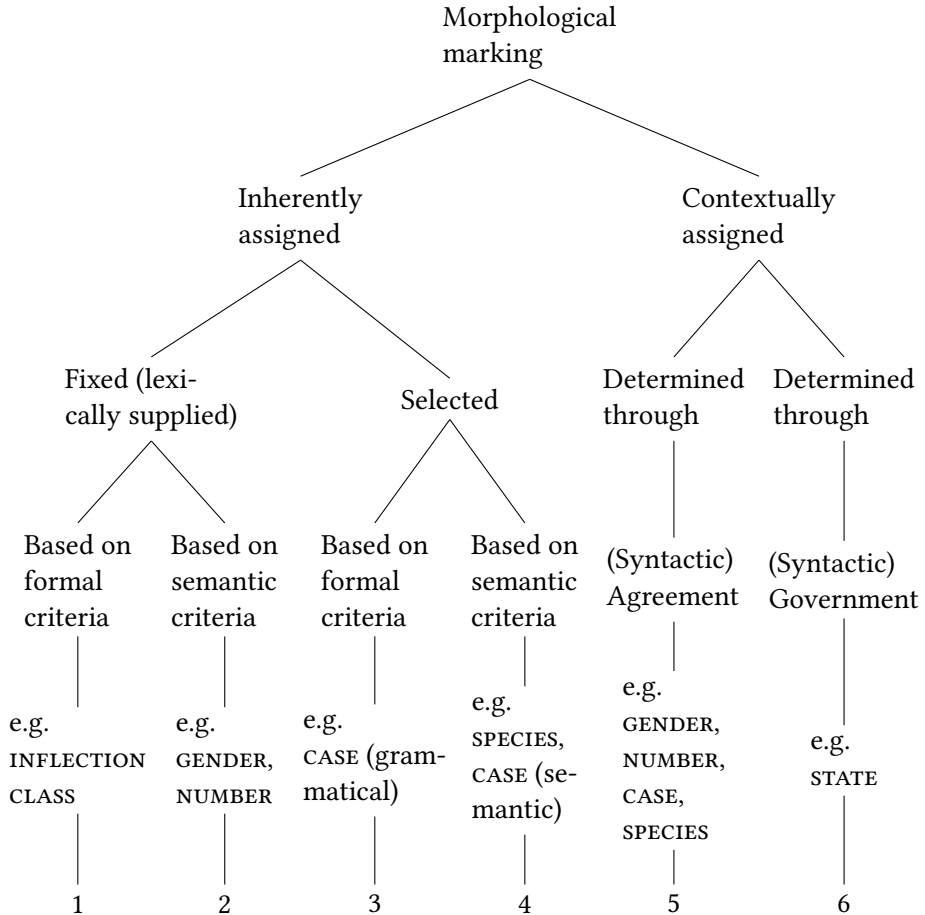 Morphological
marking
Inherently
assigned
Contextually
assigned
Fixed (lexi-
cally supplied)
Selected
Determined
through
Determined
through
Based on
formal
criteria
Based on
semantic
criteria
Based on
formal
criteria
Based on
semantic
criteria
(Syntactic)
Agreement
(Syntactic)
Government
e.g.
INFLECTION
CLASS
e.g.
GENDER,
NUMBER
e.g.
CASE (gram-
matical)
e.g.
SPECIES,
CASE (se-
mantic)
e.g.
GENDER,
NUMBER,
CASE,
SPECIES
e.g.
STATE
1 2 3 4 5 6